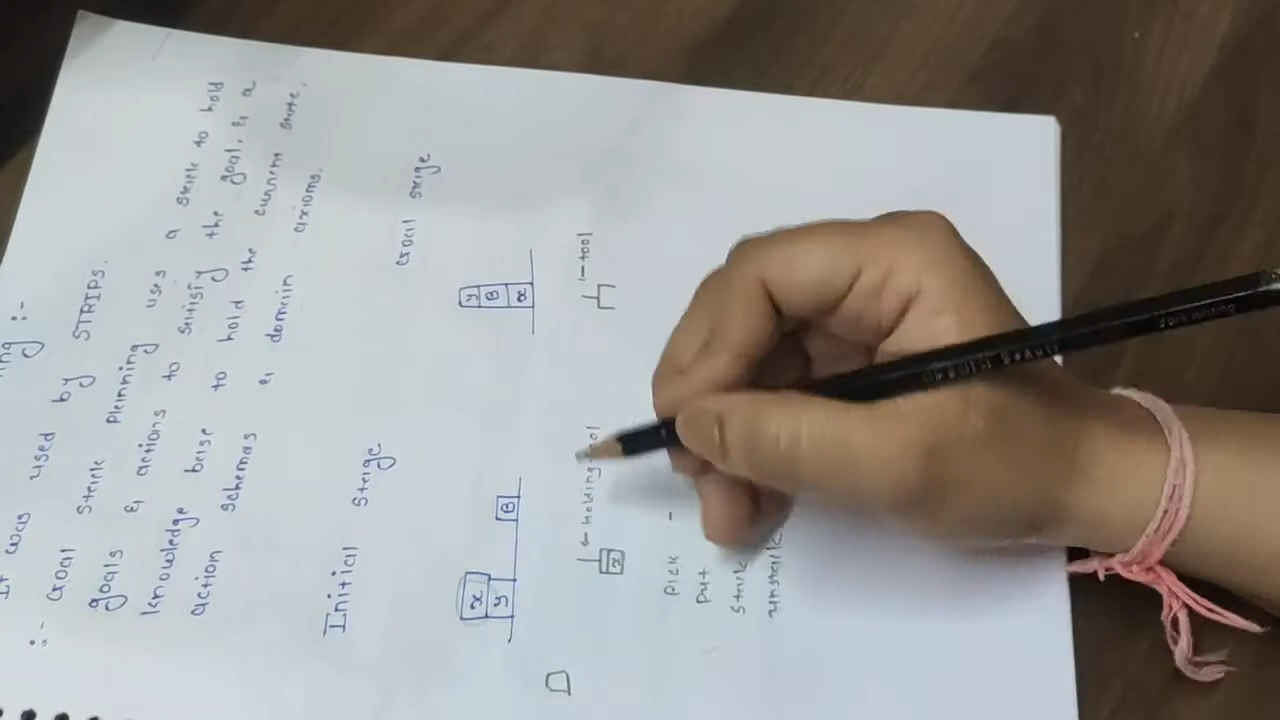 ing :-
It was used by STRIPS.
:- Goal stack planning uses a stack to hold
goals & actions to satisfy the goal, & a
knowledge base to hold the current state,
action schemas & domain axioms.
Initial stage
Goal stage
x
y
B
y
B
x
x
← holding tool
- tool
Pick -
Put
Stack
Unstack